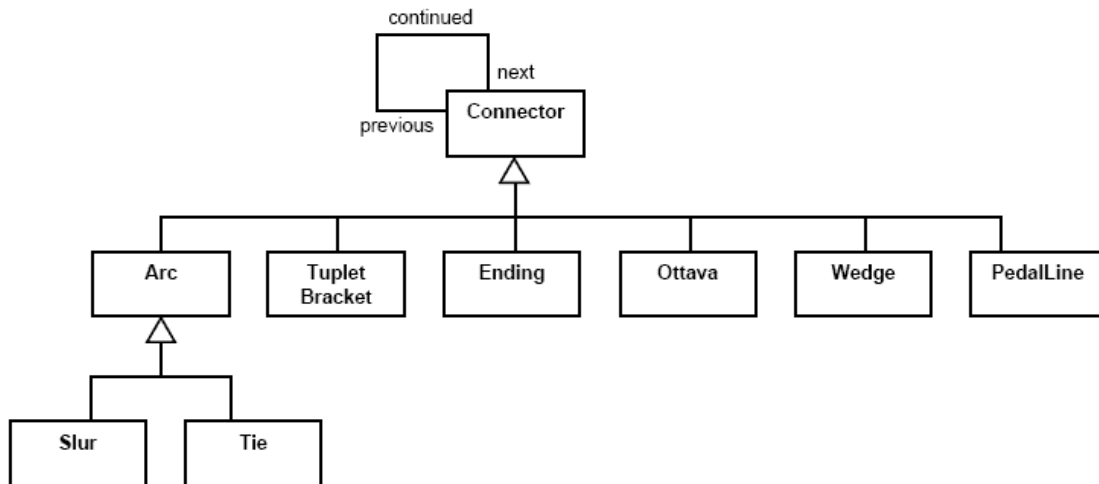 continued
next
Connector
previous
Arc
Tuplet
Bracket
Ending
Ottava
Wedge
PedalLine
Slur
Tie